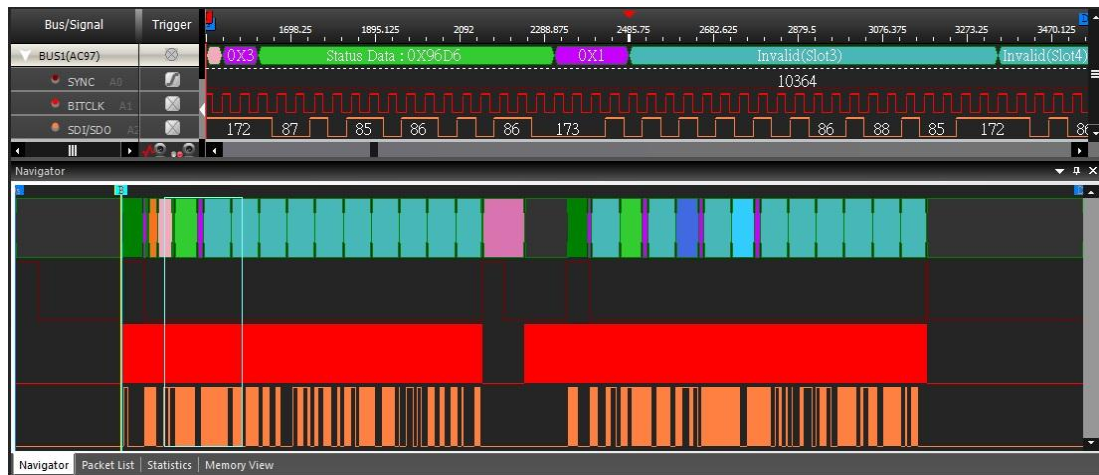 Bus/Signal Trigger 1698.25 1895.125 2092 2288.875 2485.75 2682.625 2879.5 3076.375 3273.25 3470.125
BUS1(AC97) 0X3 Status Data : 0X96D6 0X1 Invalid(Slot3) Invalid(Slot4)
SYNC A0 10364
BITCLK A1
SDI/SDO A2 172 87 85 86 86 173 86 88 85 172
Navigator
A B D
Navigator Packet List Statistics Memory View